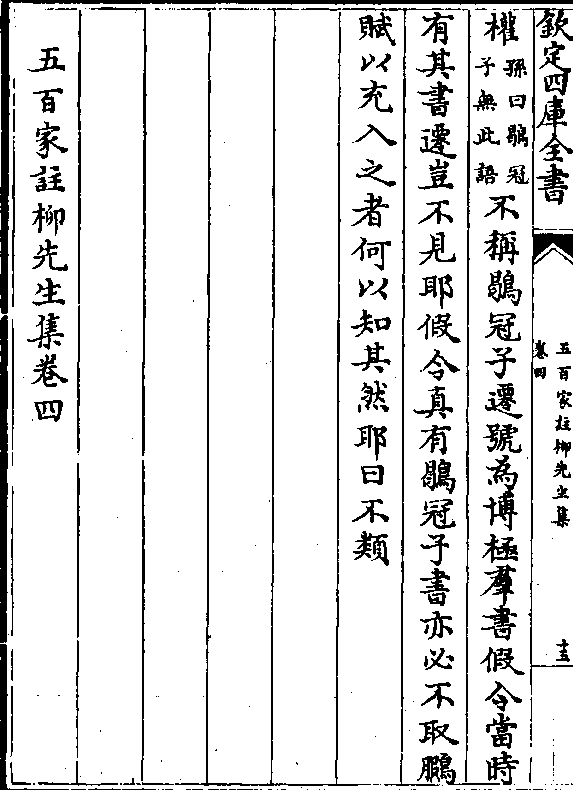 欽定四庫全書
五百家註柳先生集
卷四
十五
權
孫曰鶡冠
子無此語
不稱鶡冠子遷號為博極羣書假令當時
有其書遷豈不見耶假令真有鶡冠子書亦必不取鵩
賦以充入之者何以知其然耶曰不類
五百家註柳先生集卷四